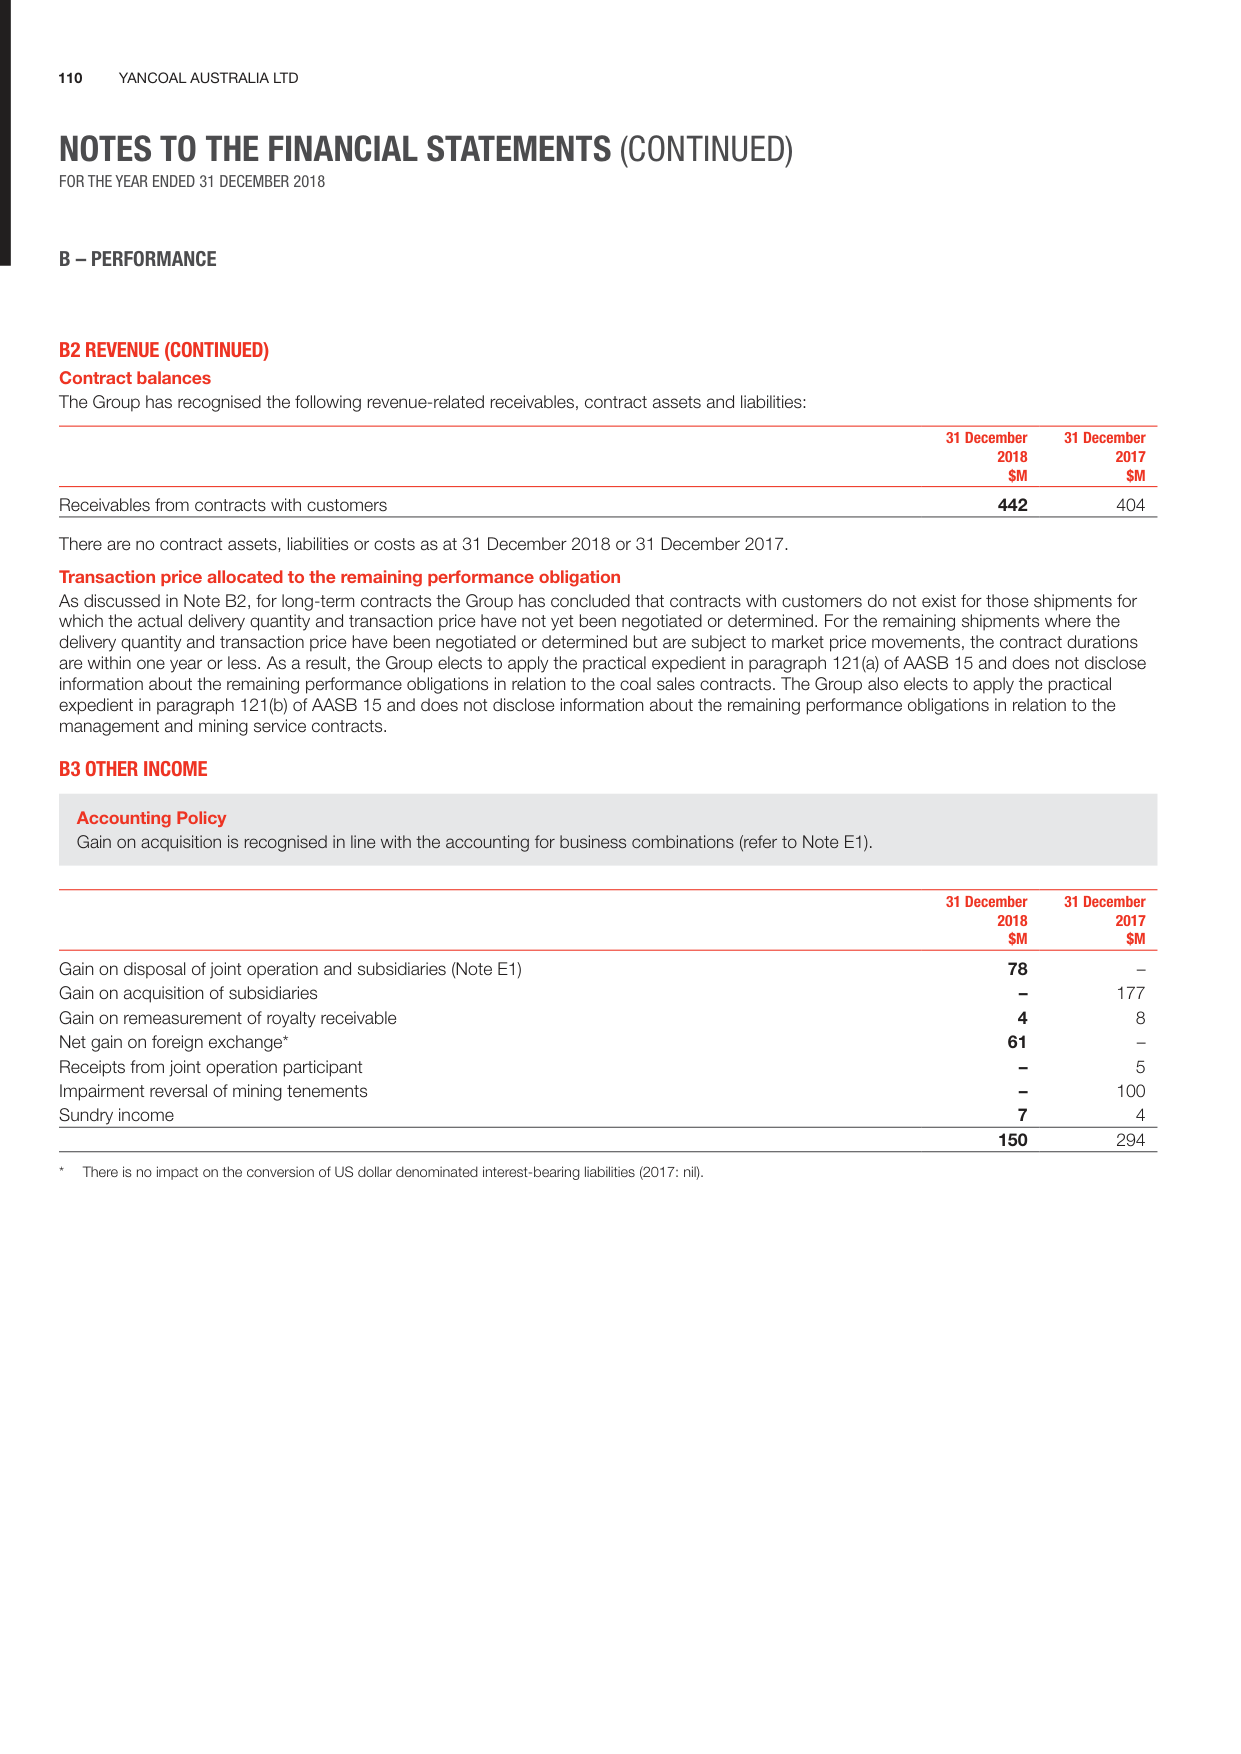 110 YANCOAL AUSTRALIA LTD
NOTES TO THE FINANCIAL STATEMENTS (CONTINUED)
FOR THE YEAR ENDED 31 DECEMBER 2018
B – PERFORMANCE
B2 REVENUE (CONTINUED)
Contract balances
The Group has recognised the following revenue-related receivables, contract assets and liabilities:
31 December 31 December
2018 2017
$M $M
Receivables from contracts with customers 442 404
There are no contract assets, liabilities or costs as at 31 December 2018 or 31 December 2017.
Transaction price allocated to the remaining performance obligation
As discussed in Note B2, for long-term contracts the Group has concluded that contracts with customers do not exist for those shipments for
which the actual delivery quantity and transaction price have not yet been negotiated or determined. For the remaining shipments where the
delivery quantity and transaction price have been negotiated or determined but are subject to market price movements, the contract durations
are within one year or less. As a result, the Group elects to apply the practical expedient in paragraph 121(a) of AASB 15 and does not disclose
information about the remaining performance obligations in relation to the coal sales contracts. The Group also elects to apply the practical
expedient in paragraph 121(b) of AASB 15 and does not disclose information about the remaining performance obligations in relation to the
management and mining service contracts.
B3 OTHER INCOME
Accounting Policy
Gain on acquisition is recognised in line with the accounting for business combinations (refer to Note E1).
31 December 31 December
2018 2017
$M $M
Gain on disposal of joint operation and subsidiaries (Note E1) 78 –
Gain on acquisition of subsidiaries – 177
Gain on remeasurement of royalty receivable 4 8
Net gain on foreign exchange* 61 –
Receipts from joint operation participant – 5
Impairment reversal of mining tenements – 100
Sundry income 7 4
150 294
* There is no impact on the conversion of US dollar denominated interest-bearing liabilities (2017: nil).